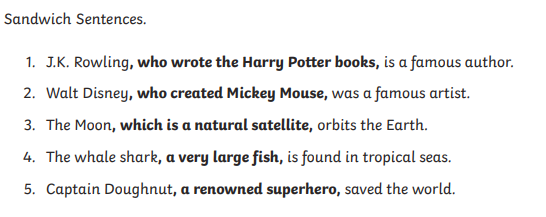 Sandwich Sentences.
1. J.K. Rowling, who wrote the Harry Potter books, is a famous author.
2. Walt Disney, who created Mickey Mouse, was a famous artist.
3. The Moon, which is a natural satellite, orbits the Earth.
4. The whale shark, a very large fish, is found in tropical seas.
5. Captain Doughnut, a renowned superhero, saved the world.